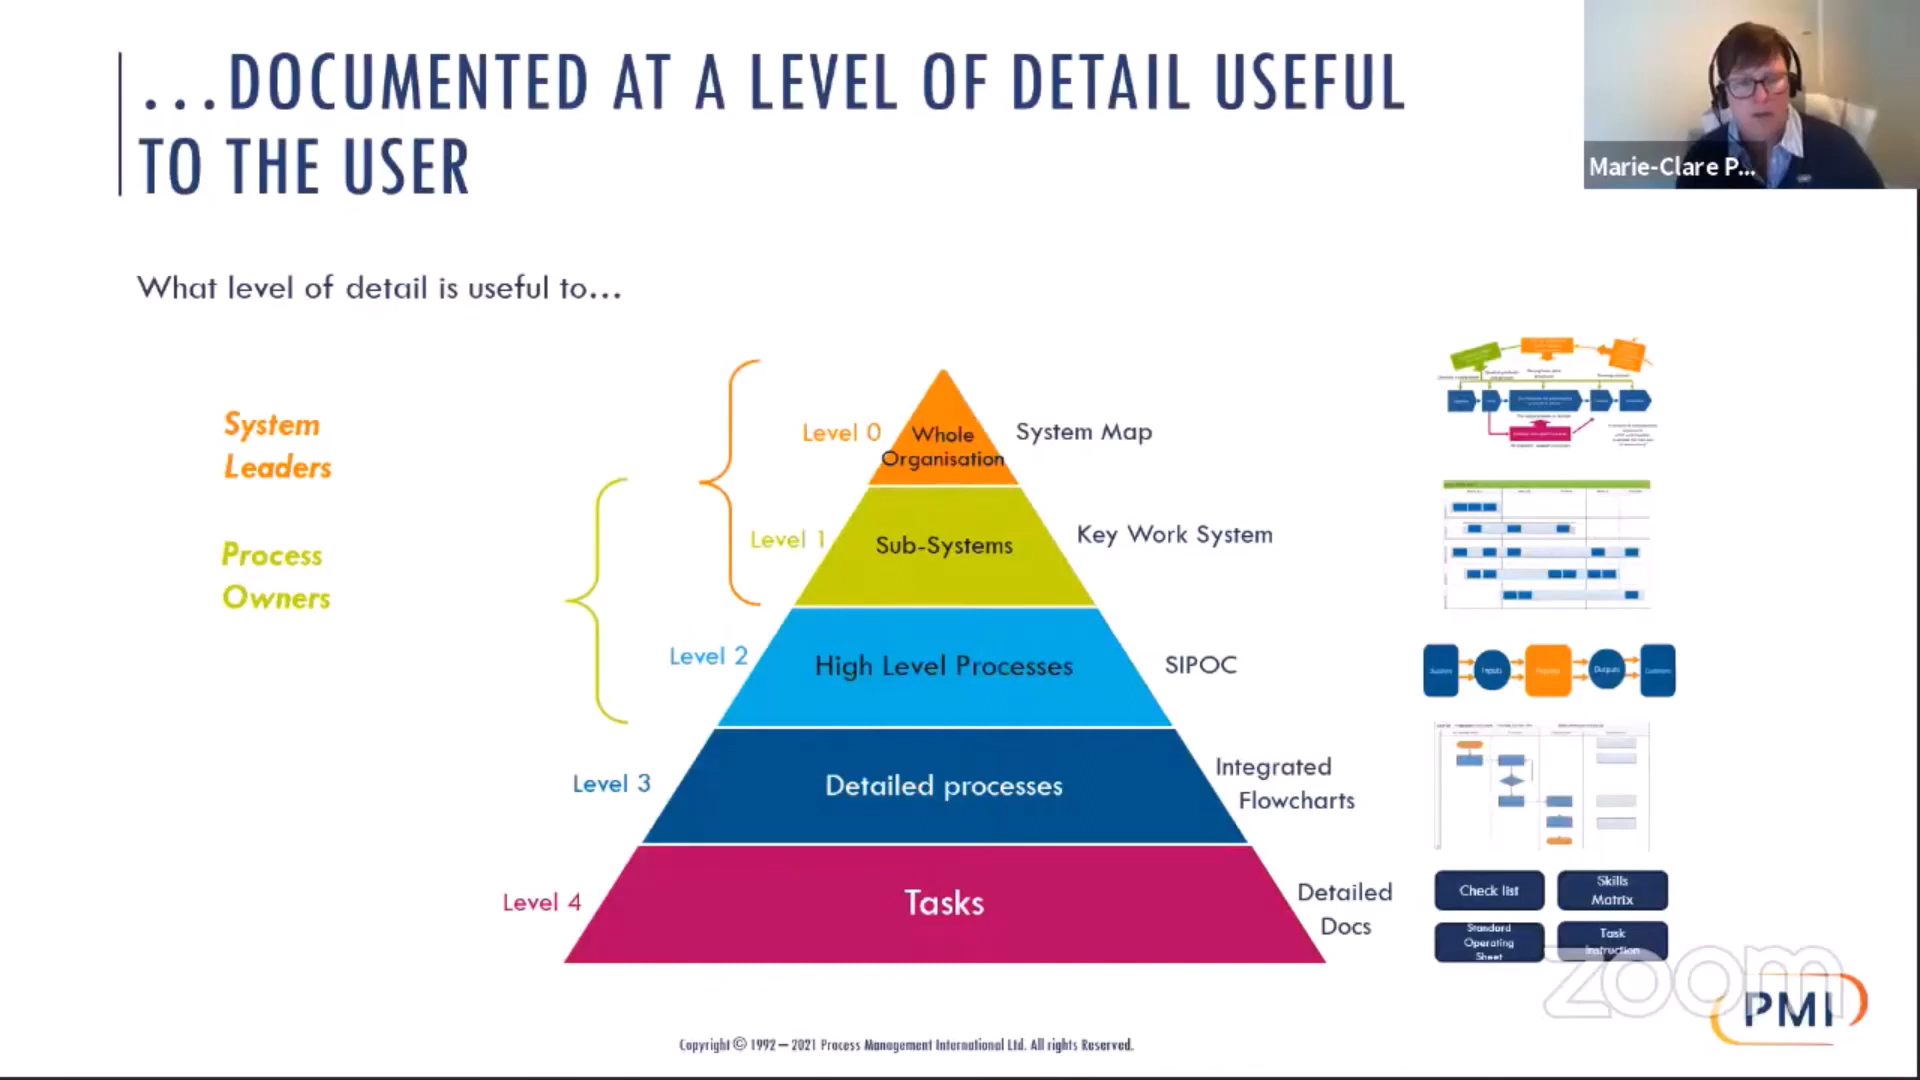 ...DOCUMENTED AT A LEVEL OF DETAIL USEFUL
TO THE USER
Marie-Clare P...
What level of detail is useful to...
System
Leaders
Process
Owners
Level 0
Whole
Organisation
System Map
Level 1
Sub-Systems
Key Work System
Level 2
High Level Processes
SIPOC
Inputs
Outputs
Level 3
Detailed processes
Integrated
Flowcharts
Level 4
Tasks
Detailed
Docs
Check list
Skills
Matrix
Standard
Operating
Sheet
Task
Instruction
zoom
PMI
Copyright © 1992 – 2021 Process Management International Ltd. All rights Reserved.